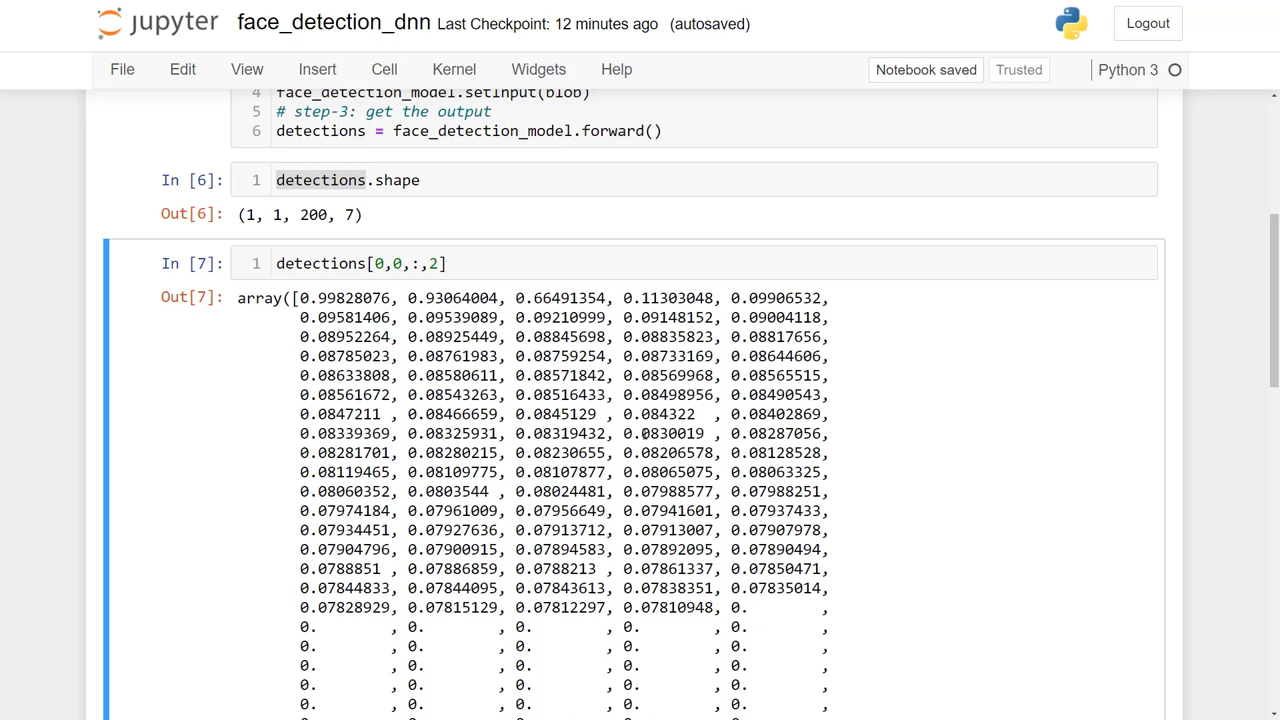 jupyter face_detection_dnn Last Checkpoint: 12 minutes ago (autosaved) Logout
File Edit View Insert Cell Kernel Widgets Help Notebook saved Trusted Python 3
4 face_detection_model.setInput(blob)
5 # step-3: get the output
6 detections = face_detection_model.forward()
In [6]: 1 detections.shape
Out[6]: (1, 1, 200, 7)
In [7]: 1 detections[0,0,:,2]
Out[7]: array([0.99828076, 0.93064004, 0.66491354, 0.11303048, 0.09906532,
0.09581406, 0.09539089, 0.09210999, 0.09148152, 0.09004118,
0.08952264, 0.08925449, 0.08845698, 0.08835823, 0.08817656,
0.08785023, 0.08761983, 0.08759254, 0.08733169, 0.08644606,
0.08633808, 0.08580611, 0.08571842, 0.08569968, 0.08565515,
0.08561672, 0.08543263, 0.08516433, 0.08498956, 0.08490543,
0.0847211 , 0.08466659, 0.0845129 , 0.084322 , 0.08402869,
0.08339369, 0.08325931, 0.08319432, 0.0830019 , 0.08287056,
0.08281701, 0.08280215, 0.08230655, 0.08206578, 0.08128528,
0.08119465, 0.08109775, 0.08107877, 0.08065075, 0.08063325,
0.08060352, 0.0803544 , 0.08024481, 0.07988577, 0.07988251,
0.07974184, 0.07961009, 0.07956649, 0.07941601, 0.07937433,
0.07934451, 0.07927636, 0.07913712, 0.07913007, 0.07907978,
0.07904796, 0.07900915, 0.07894583, 0.07892095, 0.07890494,
0.0788851 , 0.07886859, 0.0788213 , 0.07861337, 0.07850471,
0.07844833, 0.07844095, 0.07843613, 0.07838351, 0.07835014,
0.07828929, 0.07815129, 0.07812297, 0.07810948, 0. ,
0. , 0. , 0. , 0. , 0. ,
0. , 0. , 0. , 0. , 0. ,
0. , 0. , 0. , 0. , 0. ,
0. , 0. , 0. , 0. , 0. ,
0. , 0. , 0. , 0. , 0. ,